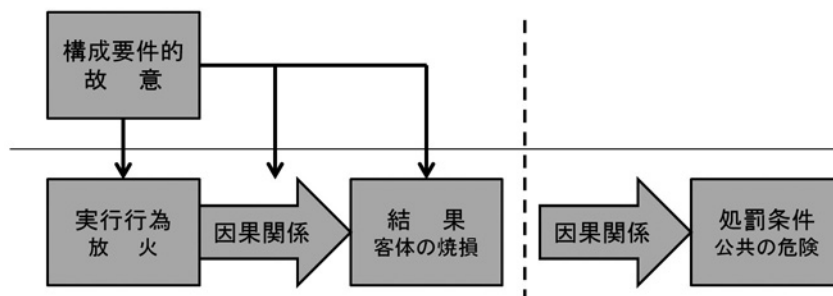 構成要件的
故　意
実行行為
放　火
因果関係
結　果
客体の焼損
因果関係
処罰条件
公共の危険